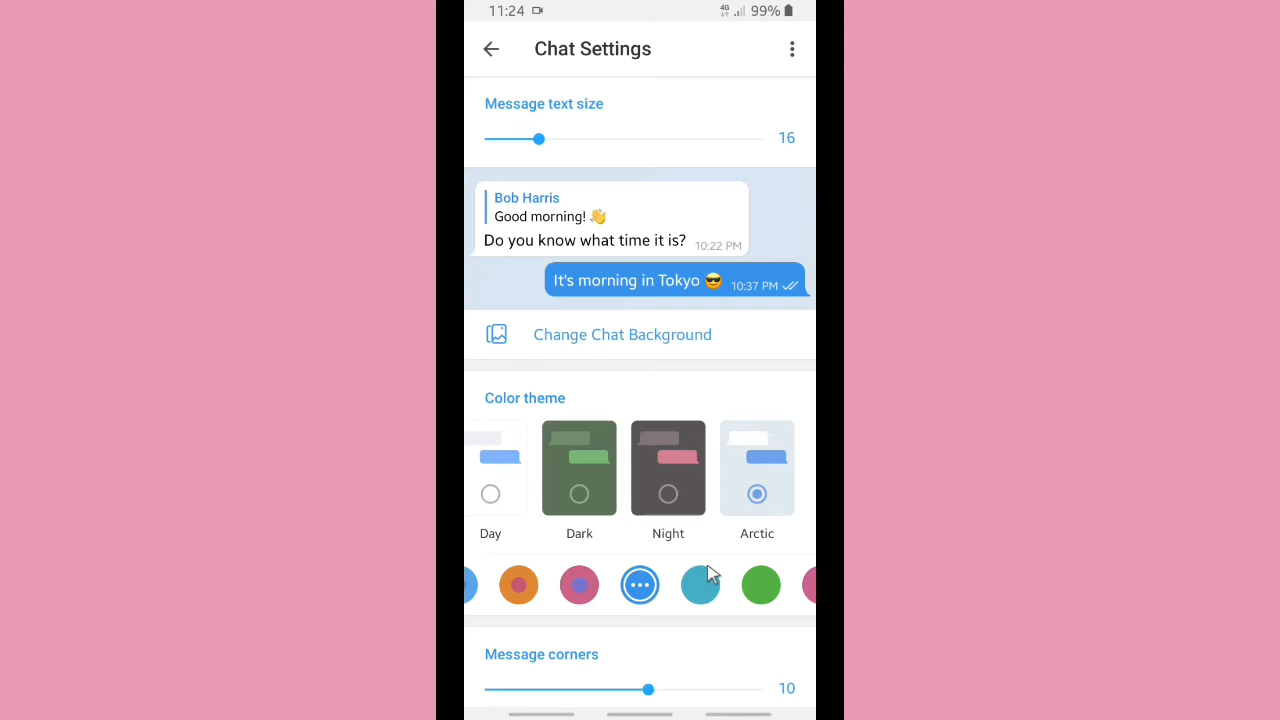 11:24
4G 99%
Chat Settings
Message text size
16
Bob Harris
Good morning! 👋
Do you know what time it is? 10:22 PM
It's morning in Tokyo 😎 10:37 PM
Change Chat Background
Color theme
Day Dark Night Arctic
Message corners
10